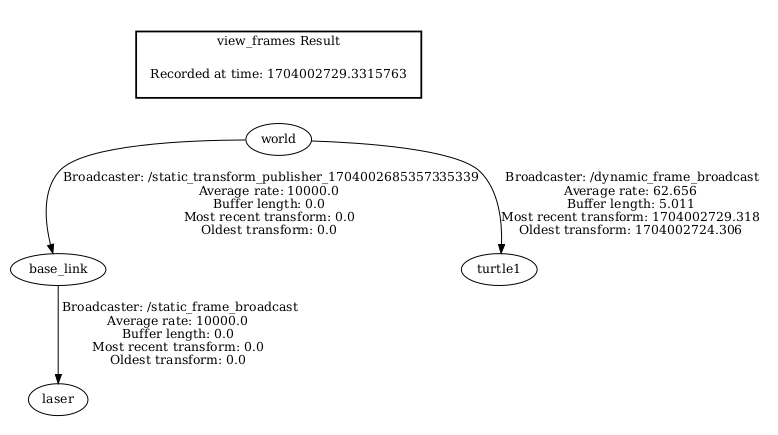 view_frames Result
Recorded at time: 1704002729.3315763
world
Broadcaster: /static_transform_publisher_1704002685357335339
Average rate: 10000.0
Buffer length: 0.0
Most recent transform: 0.0
Oldest transform: 0.0
Broadcaster: /dynamic_frame_broadcast
Average rate: 62.656
Buffer length: 5.011
Most recent transform: 1704002729.318
Oldest transform: 1704002724.306
base_link
turtle1
Broadcaster: /static_frame_broadcast
Average rate: 10000.0
Buffer length: 0.0
Most recent transform: 0.0
Oldest transform: 0.0
laser